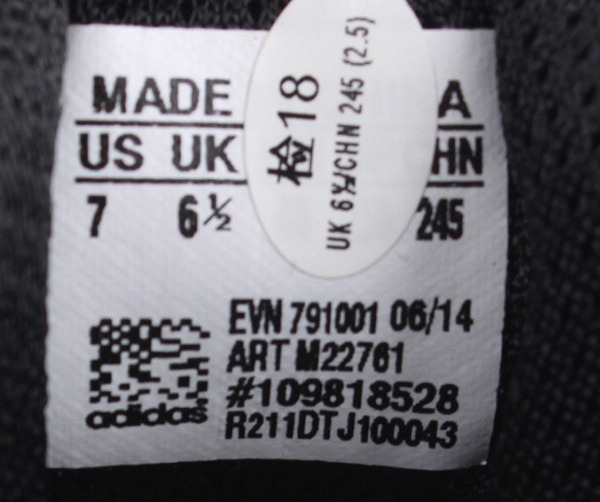 MADE A
US UK HN
7 6½ 245
检18
UK 6½/CHN 245 (2.5)
EVN 791001 06/14
ART M22761
#109818528
R211DTJ100043
adidas